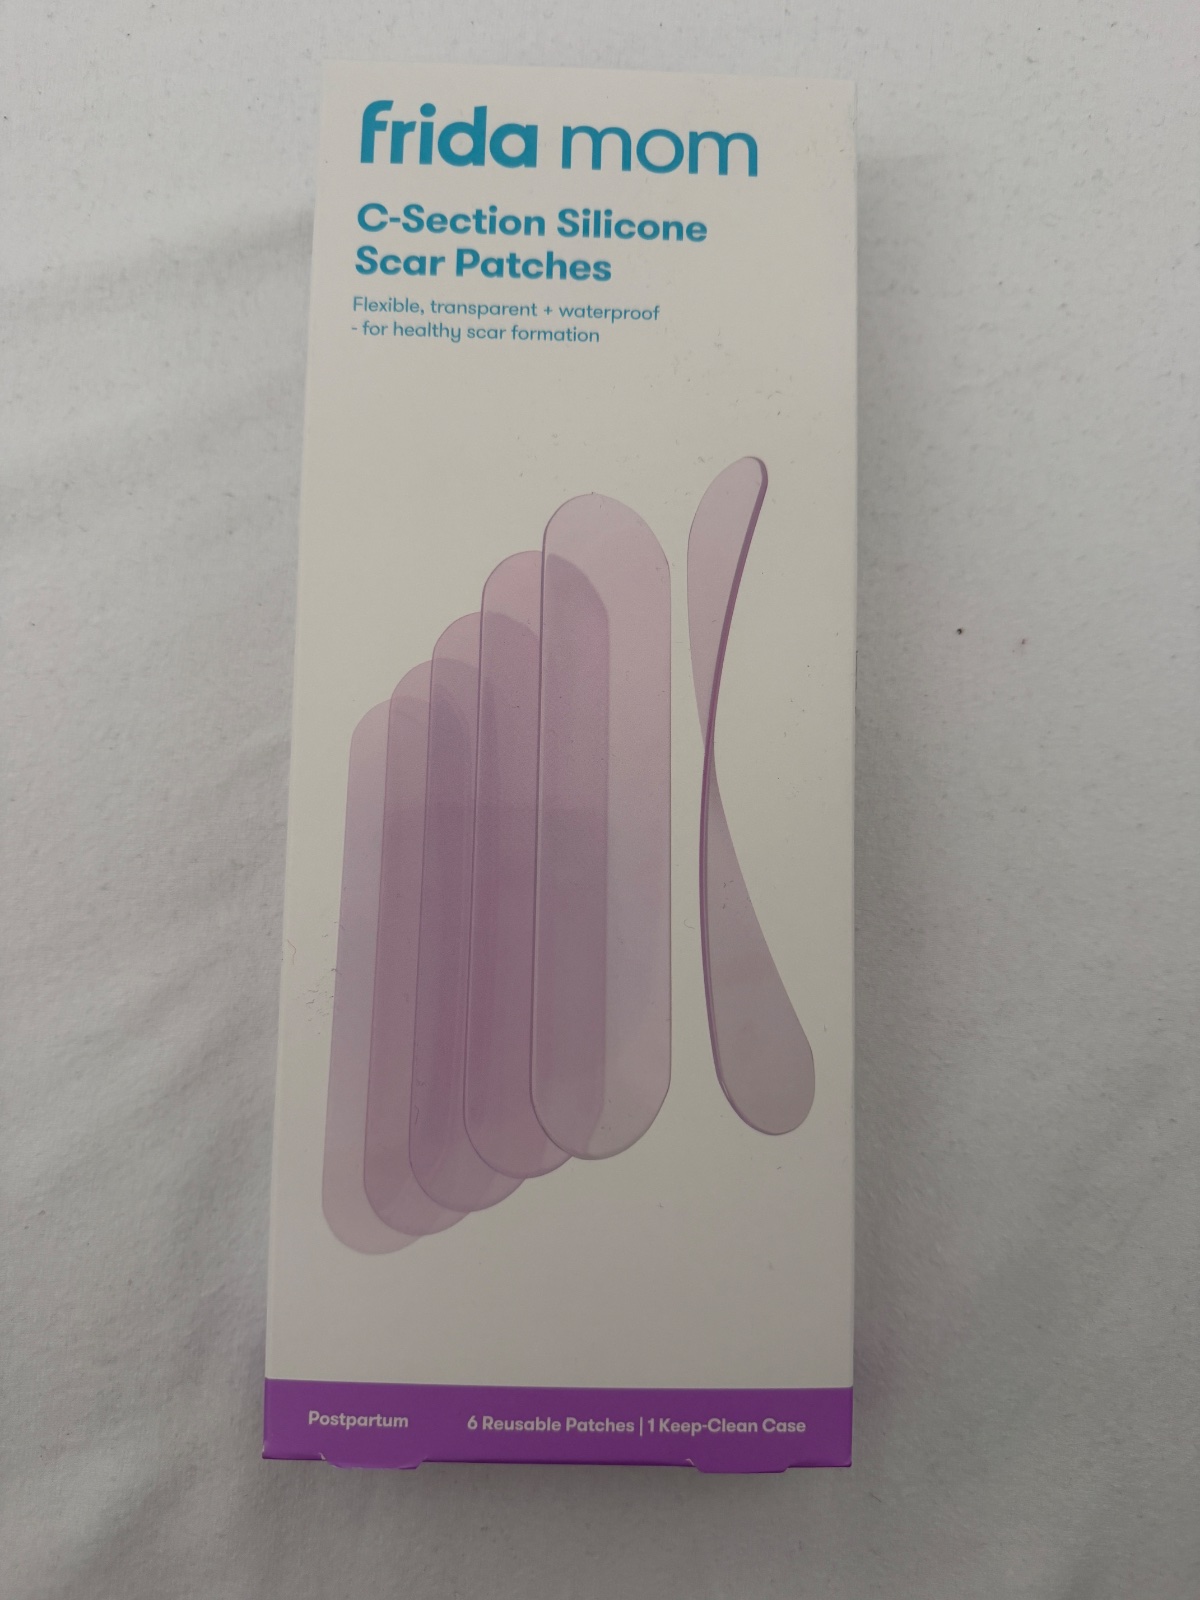 frida mom
C-Section Silicone
Scar Patches
Flexible, transparent + waterproof
- for healthy scar formation
Postpartum
6 Reusable Patches | 1 Keep-Clean Case